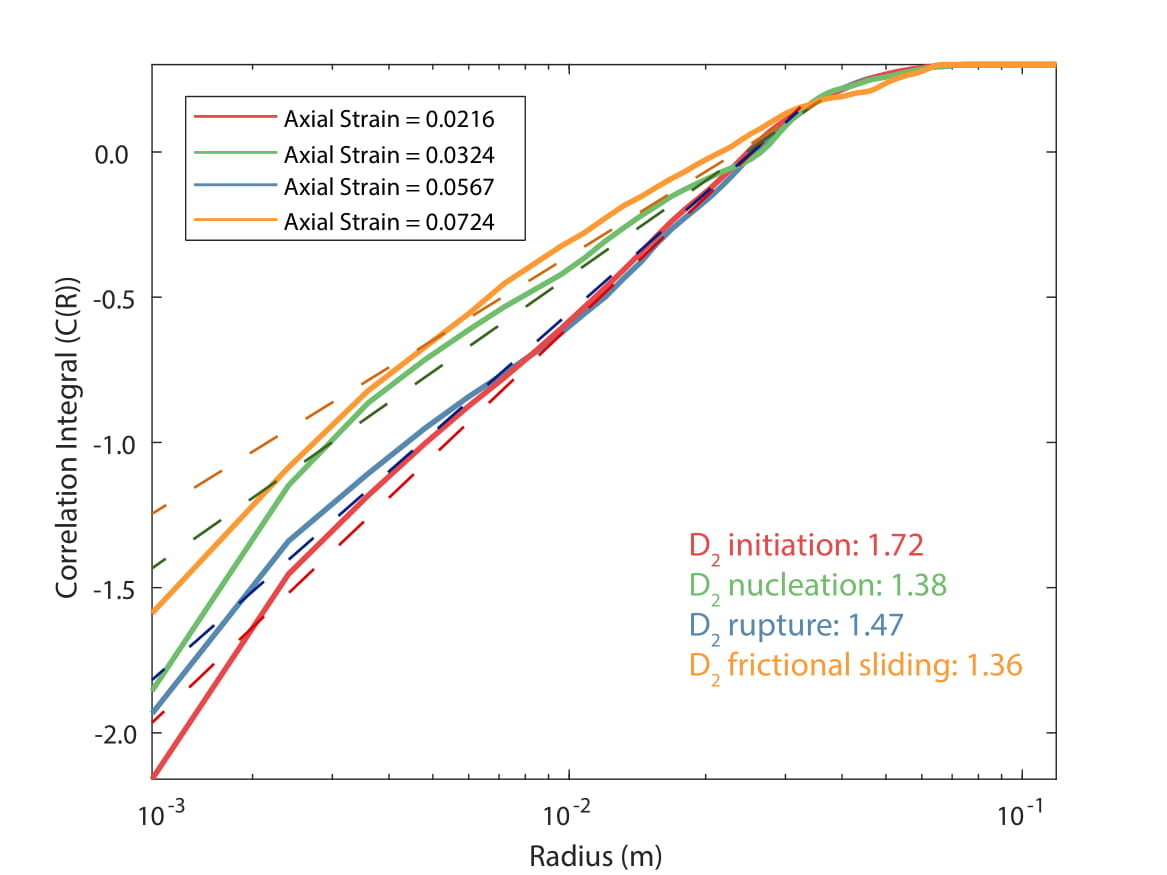 Axial Strain = 0.0216
Axial Strain = 0.0324
Axial Strain = 0.0567
Axial Strain = 0.0724
0.0
-0.5
-1.0
-1.5
-2.0
Correlation Integral (C(R))
D2 initiation: 1.72
D2 nucleation: 1.38
D2 rupture: 1.47
D2 frictional sliding: 1.36
10-3 10-2 10-1
Radius (m)